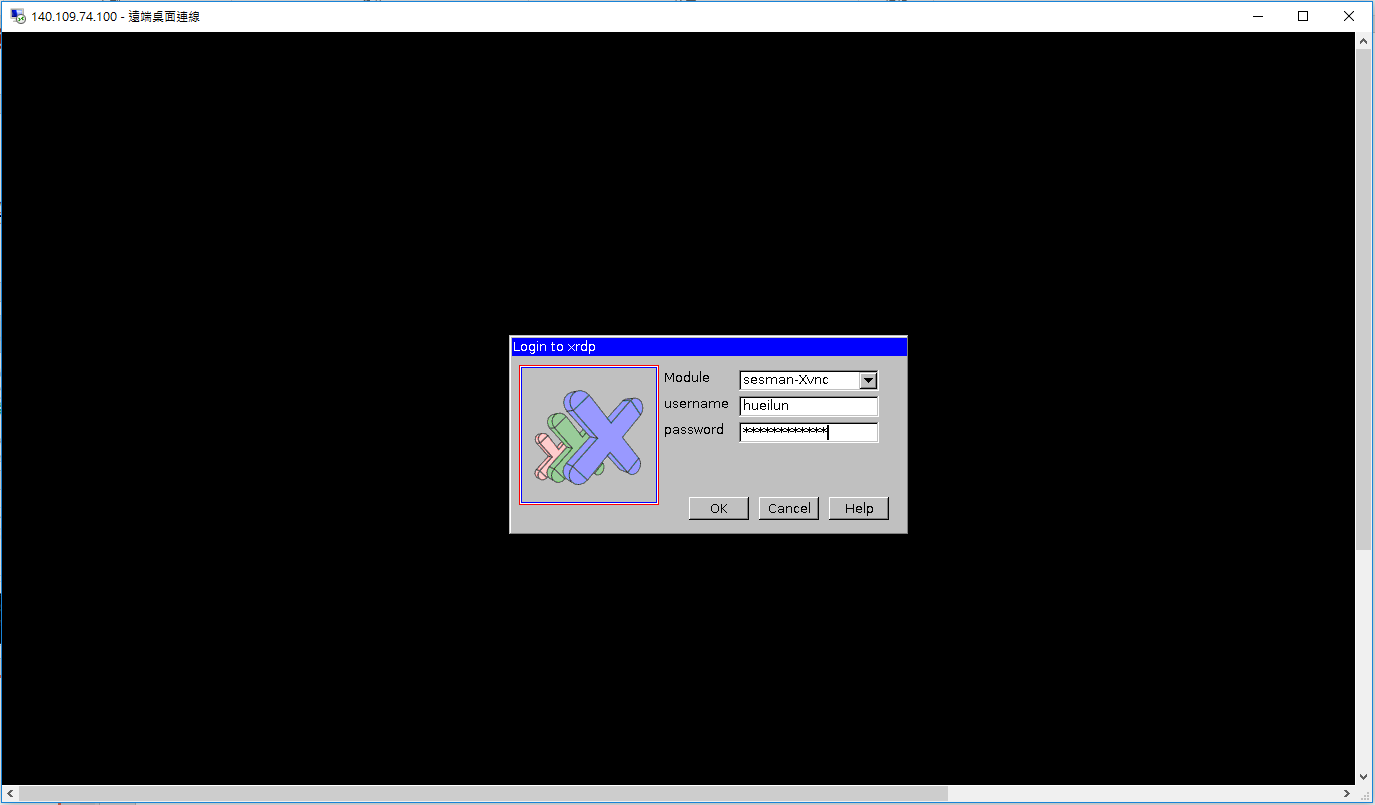 140.109.74.100 - 遠端桌面連線
Login to xrdp
Module sesman-Xvnc
username hueilun
password ************
OK Cancel Help